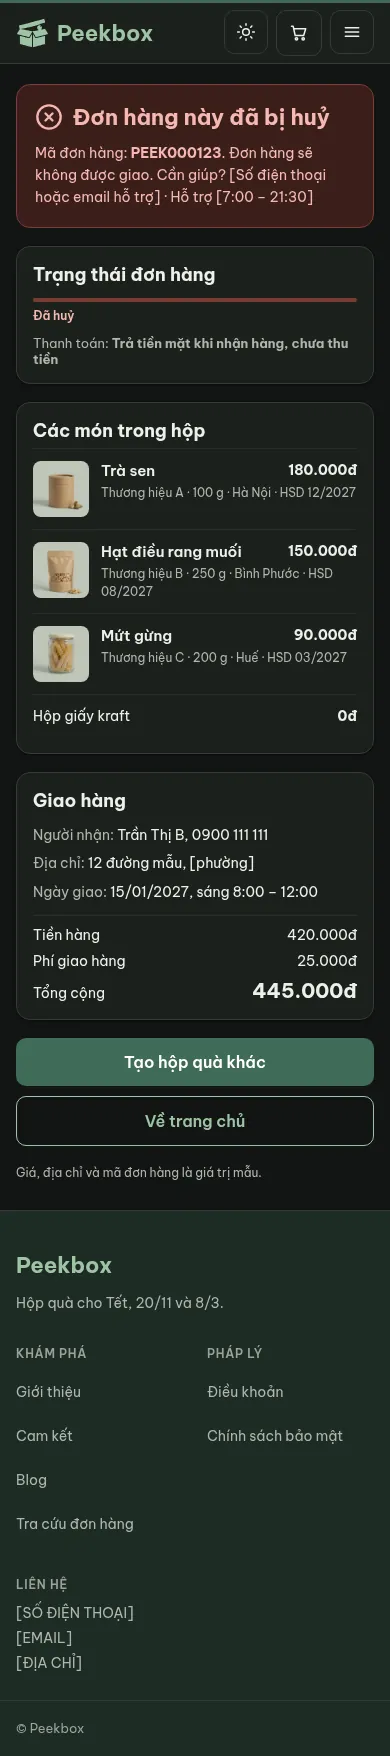 Peekbox
Đơn hàng này đã bị huỷ
Mã đơn hàng: PEEK000123. Đơn hàng sẽ
không được giao. Cần giúp? [Số điện thoại
hoặc email hỗ trợ] · Hỗ trợ [7:00 – 21:30]
Trạng thái đơn hàng
Đã huỷ
Thanh toán: Trả tiền mặt khi nhận hàng, chưa thu
tiền
Các món trong hộp
Trà sen 180.000đ
Thương hiệu A · 100 g · Hà Nội · HSD 12/2027
Hạt điều rang muối 150.000đ
Thương hiệu B · 250 g · Bình Phước · HSD
08/2027
Mứt gừng 90.000đ
Thương hiệu C · 200 g · Huế · HSD 03/2027
Hộp giấy kraft 0đ
Giao hàng
Người nhận: Trần Thị B, 0900 111 111
Địa chỉ: 12 đường mẫu, [phường]
Ngày giao: 15/01/2027, sáng 8:00 – 12:00
Tiền hàng 420.000đ
Phí giao hàng 25.000đ
Tổng cộng 445.000đ
Tạo hộp quà khác
Về trang chủ
Giá, địa chỉ và mã đơn hàng là giá trị mẫu.
Peekbox
Hộp quà cho Tết, 20/11 và 8/3.
KHÁM PHÁ
Giới thiệu
Cam kết
Blog
Tra cứu đơn hàng
PHÁP LÝ
Điều khoản
Chính sách bảo mật
LIÊN HỆ
[SỐ ĐIỆN THOẠI]
[EMAIL]
[ĐỊA CHỈ]
© Peekbox